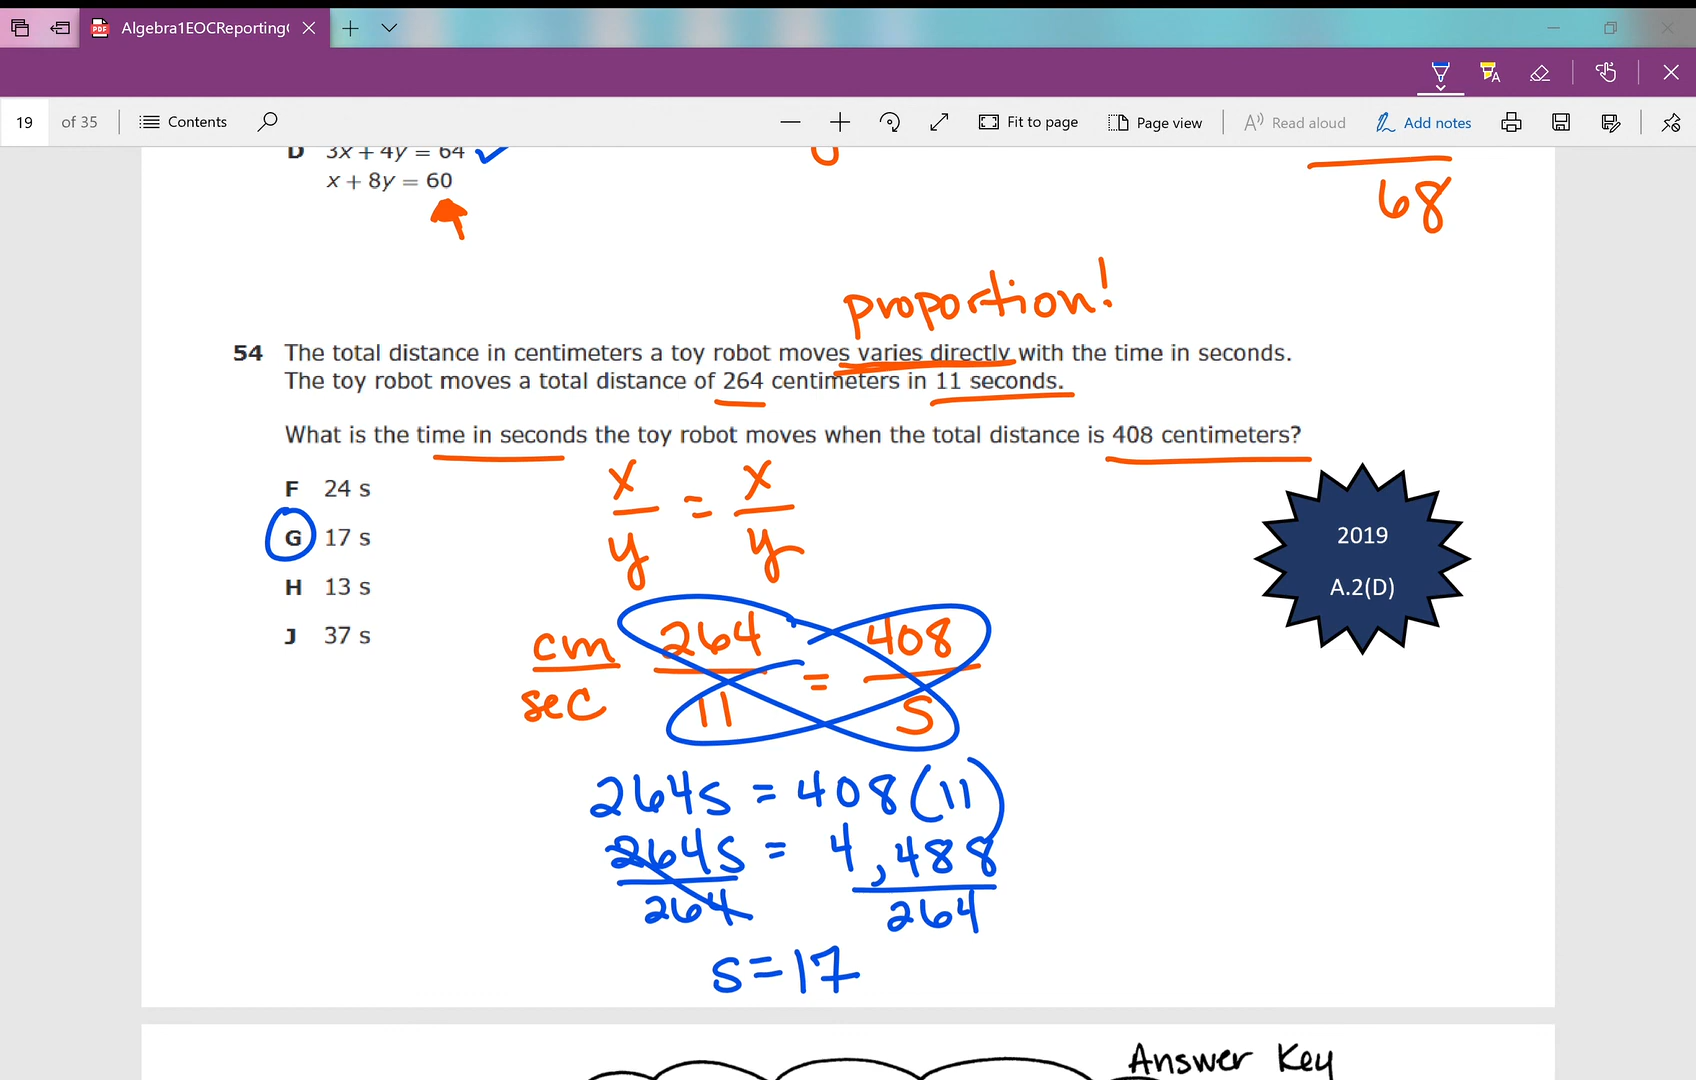 Algebra1EOCReporting(
19 of 35 Contents Fit to page Page view Read aloud Add notes
D 3x + 4y = 64
x + 8y = 60
68
proportion!
54 The total distance in centimeters a toy robot moves varies directly with the time in seconds.
The toy robot moves a total distance of 264 centimeters in 11 seconds.
What is the time in seconds the toy robot moves when the total distance is 408 centimeters?
F 24 s
G 17 s
H 13 s
J 37 s
x = x
y y
2019
A.2(D)
cm 264 = 408
sec 11 s
264s = 408(11)
264s = 4,488
264 264
s = 17
Answer Key